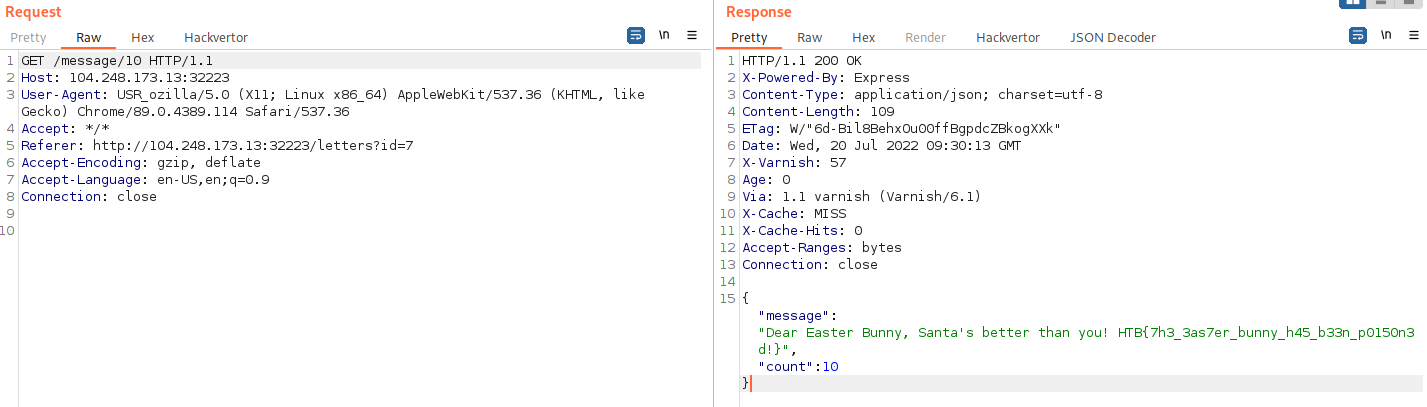 Request
Pretty Raw Hex Hackvertor \n
1 GET /message/10 HTTP/1.1
2 Host: 104.248.173.13:32223
3 User-Agent: USR_ozilla/5.0 (X11; Linux x86_64) AppleWebKit/537.36 (KHTML, like
Gecko) Chrome/89.0.4389.114 Safari/537.36
4 Accept: */*
5 Referer: http://104.248.173.13:32223/letters?id=7
6 Accept-Encoding: gzip, deflate
7 Accept-Language: en-US,en;q=0.9
8 Connection: close
9
10
Response
Pretty Raw Hex Render Hackvertor JSON Decoder \n
1 HTTP/1.1 200 OK
2 X-Powered-By: Express
3 Content-Type: application/json; charset=utf-8
4 Content-Length: 109
5 ETag: W/"6d-Bil8BehxOu0OffBgpdcZBkogXXk"
6 Date: Wed, 20 Jul 2022 09:30:13 GMT
7 X-Varnish: 57
8 Age: 0
9 Via: 1.1 varnish (Varnish/6.1)
10 X-Cache: MISS
11 X-Cache-Hits: 0
12 Accept-Ranges: bytes
13 Connection: close
14
15 {
"message":
"Dear Easter Bunny, Santa's better than you! HTB{7h3_3as7er_bunny_h45_b33n_p0150n3
d!}",
"count":10
}